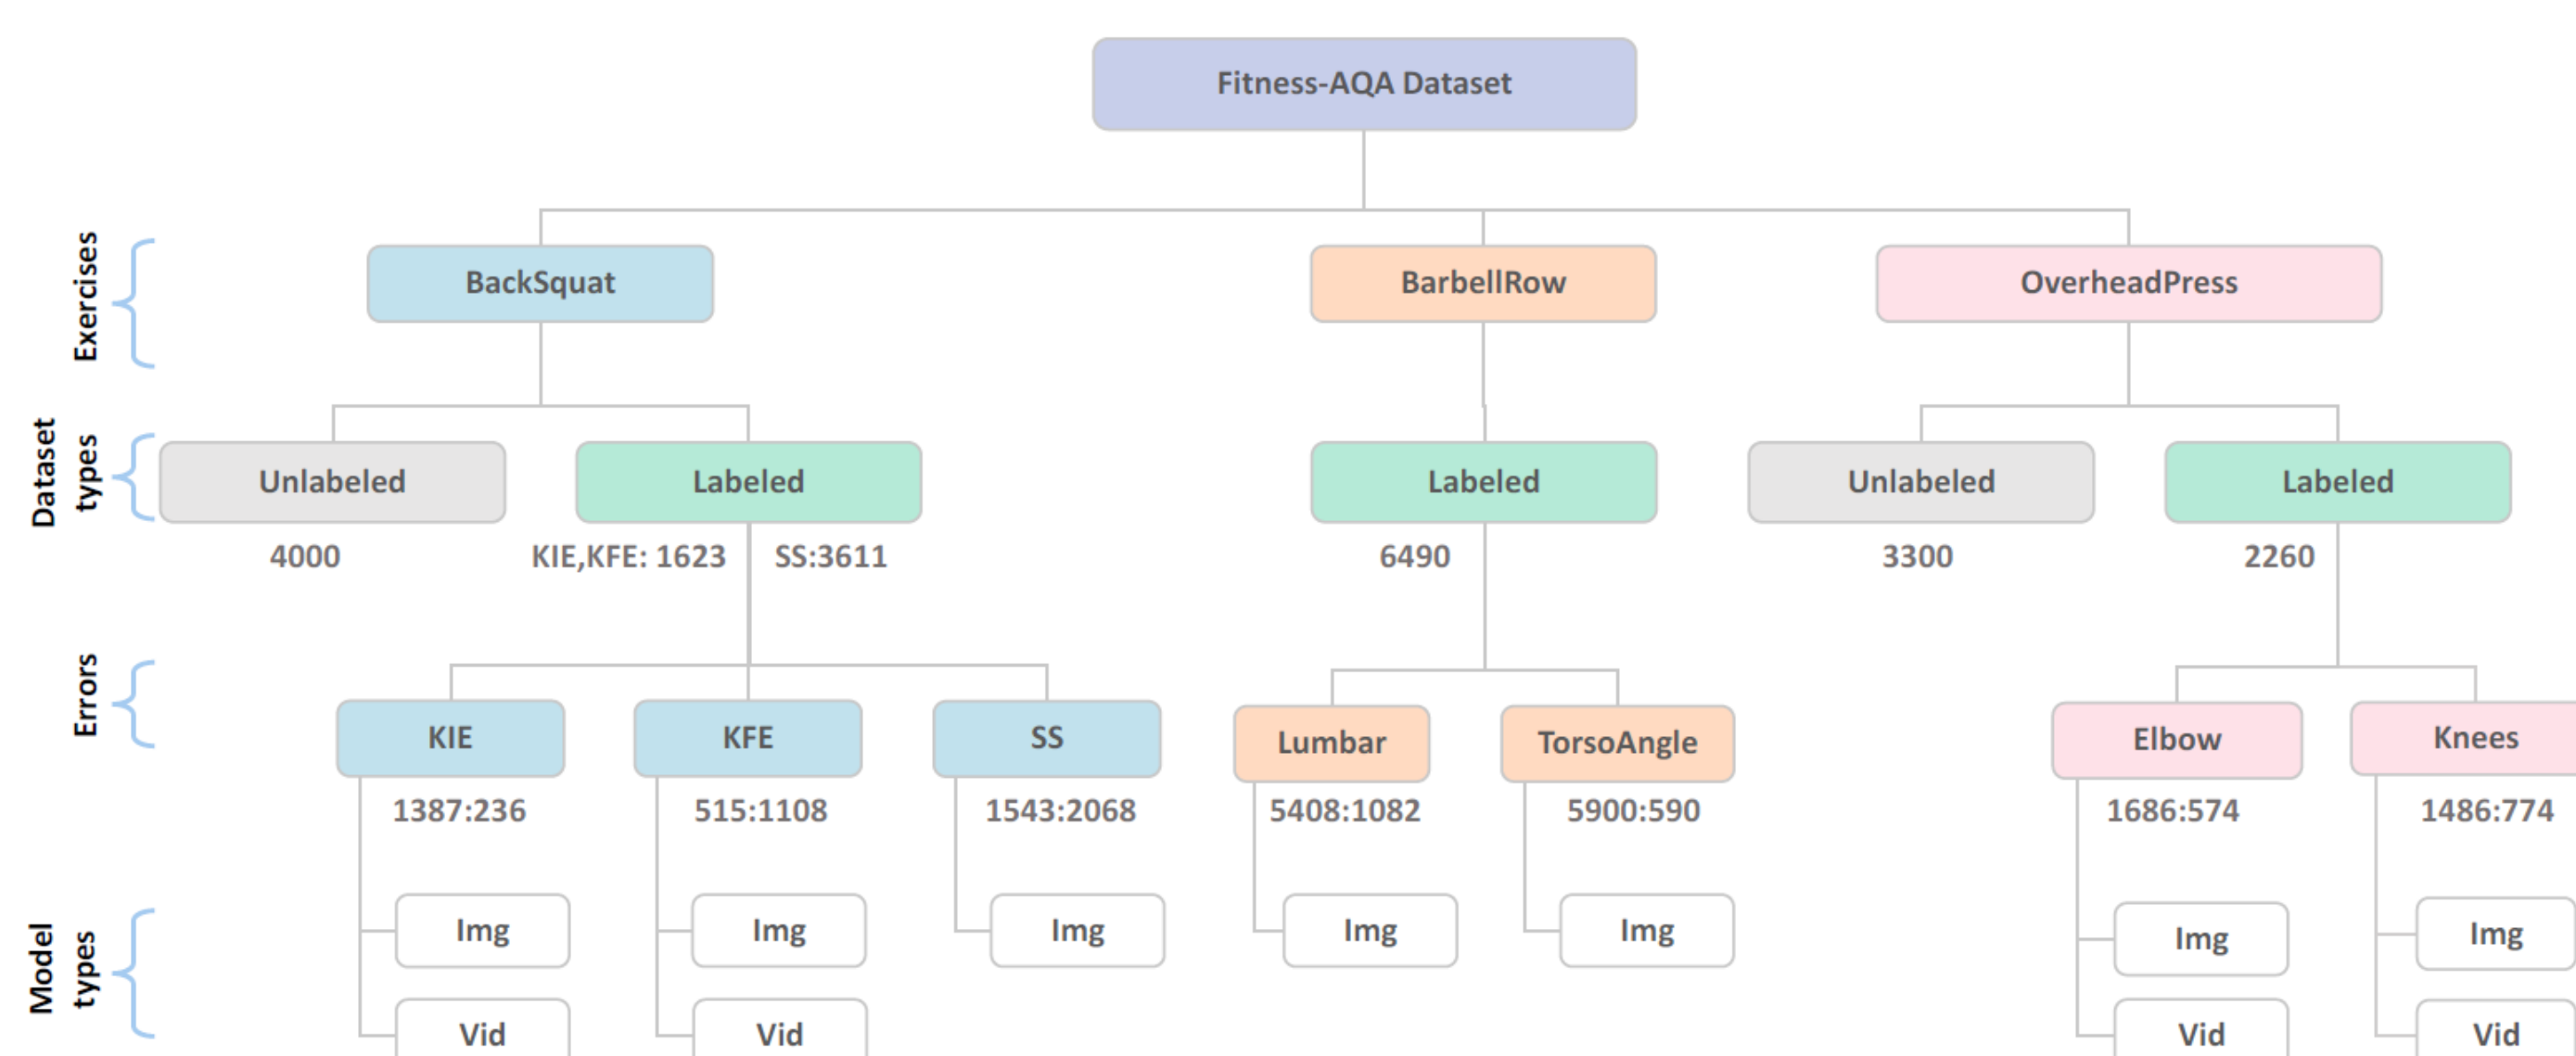 Fitness-AQA Dataset
Exercises
BackSquat
BarbellRow
OverheadPress
Dataset
types
Unlabeled
Labeled
Labeled
Unlabeled
Labeled
4000
KIE,KFE: 1623
SS:3611
6490
3300
2260
Errors
KIE
KFE
SS
Lumbar
TorsoAngle
Elbow
Knees
1387:236
515:1108
1543:2068
5408:1082
5900:590
1686:574
1486:774
Model
types
Img
Img
Img
Img
Img
Img
Img
Vid
Vid
Vid
Vid